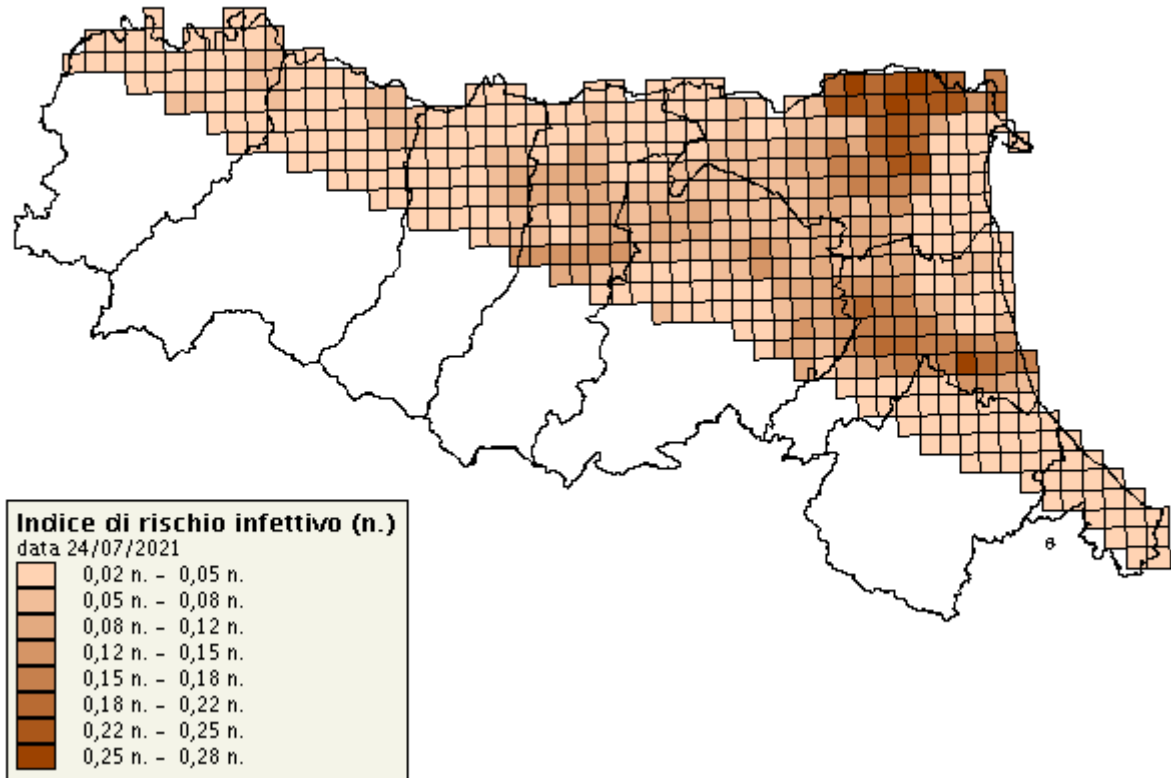 Indice di rischio infettivo (n.)
data 24/07/2021
0,02 n. - 0,05 n.
0,05 n. - 0,08 n.
0,08 n. - 0,12 n.
0,12 n. - 0,15 n.
0,15 n. - 0,18 n.
0,18 n. - 0,22 n.
0,22 n. - 0,25 n.
0,25 n. - 0,28 n.